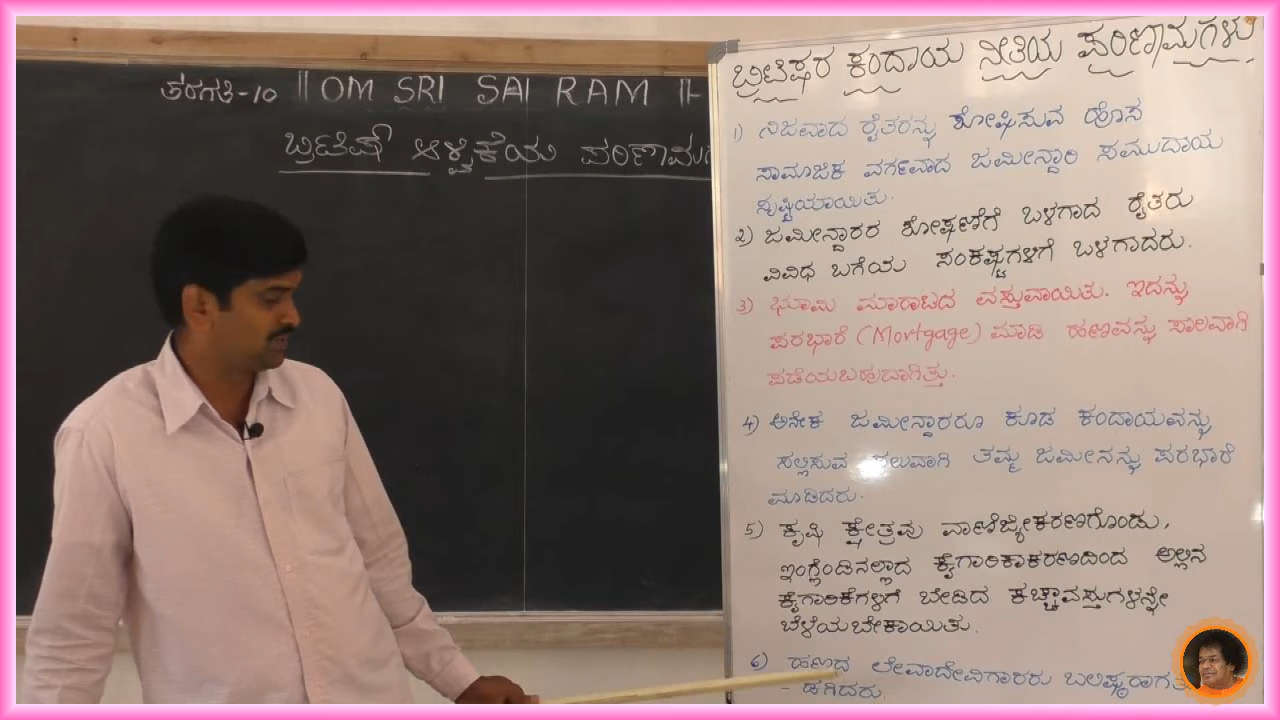 ತರಗತಿ-10 || OM SRI SAI RAM ||
ಬ್ರಿಟಿಷ್ ಆಳ್ವಿಕೆಯ ಪರಿಣಾಮಗ
ಬ್ರಿಟಿಷರ ಕಂದಾಯ ನೀತಿಯ ಪರಿಣಾಮಗಳು
1) ನಿಜವಾದ ರೈತರನ್ನು ಶೋಷಿಸುವ ಹೊಸ
ಸಾಮಾಜಿಕ ವರ್ಗವಾದ ಜಮೀನ್ದಾರಿ ಸಮುದಾಯ
ಸೃಷ್ಟಿಯಾಯಿತು.
2) ಜಮೀನ್ದಾರರ ಶೋಷಣೆಗೆ ಒಳಗಾದ ರೈತರು
ವಿವಿಧ ಬಗೆಯ ಸಂಕಷ್ಟಗಳಿಗೆ ಒಳಗಾದರು.
3) ಭೂಮಿ ಮಾರಾಟದ ವಸ್ತುವಾಯಿತು. ಇದನ್ನು
ಪರಭಾರೆ (Mortgage) ಮಾಡಿ ಹಣವನ್ನು ಸಾಲವಾಗಿ
ಪಡೆಯಬಹುದಾಗಿತ್ತು.
4) ಅನೇಕ ಜಮೀನ್ದಾರರೂ ಕೂಡ ಕಂದಾಯವನ್ನು
ಸಲ್ಲಿಸುವ ಸಲುವಾಗಿ ತಮ್ಮ ಜಮೀನನ್ನು ಪರಭಾರೆ
ಮಾಡಿದರು.
5) ಕೃಷಿ ಕ್ಷೇತ್ರವು ವಾಣಿಜ್ಯೀಕರಣಗೊಂಡು,
ಇಂಗ್ಲೆಂಡಿನಲ್ಲಾದ ಕೈಗಾರಿಕಾಕರಣದಿಂದ ಅಲ್ಲಿನ
ಕೈಗಾರಿಕೆಗಳಿಗೆ ಬೇಡಿದ ಕಚ್ಚಾವಸ್ತುಗಳನ್ನೇ
ಬೆಳೆಯಬೇಕಾಯಿತು.
6) ಹಣದ ಲೇವಾದೇವಿಗಾರರು ಬಲಿಷ್ಠರಾಗತ
- ಹಗಿದರು.